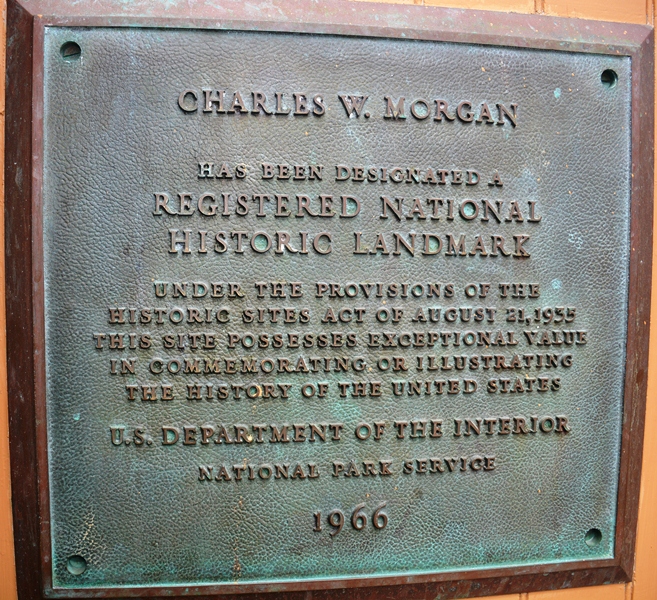 CHARLES W. MORGAN
HAS BEEN DESIGNATED A
REGISTERED NATIONAL
HISTORIC LANDMARK
UNDER THE PROVISIONS OF THE
HISTORIC SITES ACT OF AUGUST 21, 1935
THIS SITE POSSESSES EXCEPTIONAL VALUE
IN COMMEMORATING OR ILLUSTRATING
THE HISTORY OF THE UNITED STATES
U.S. DEPARTMENT OF THE INTERIOR
NATIONAL PARK SERVICE
1966